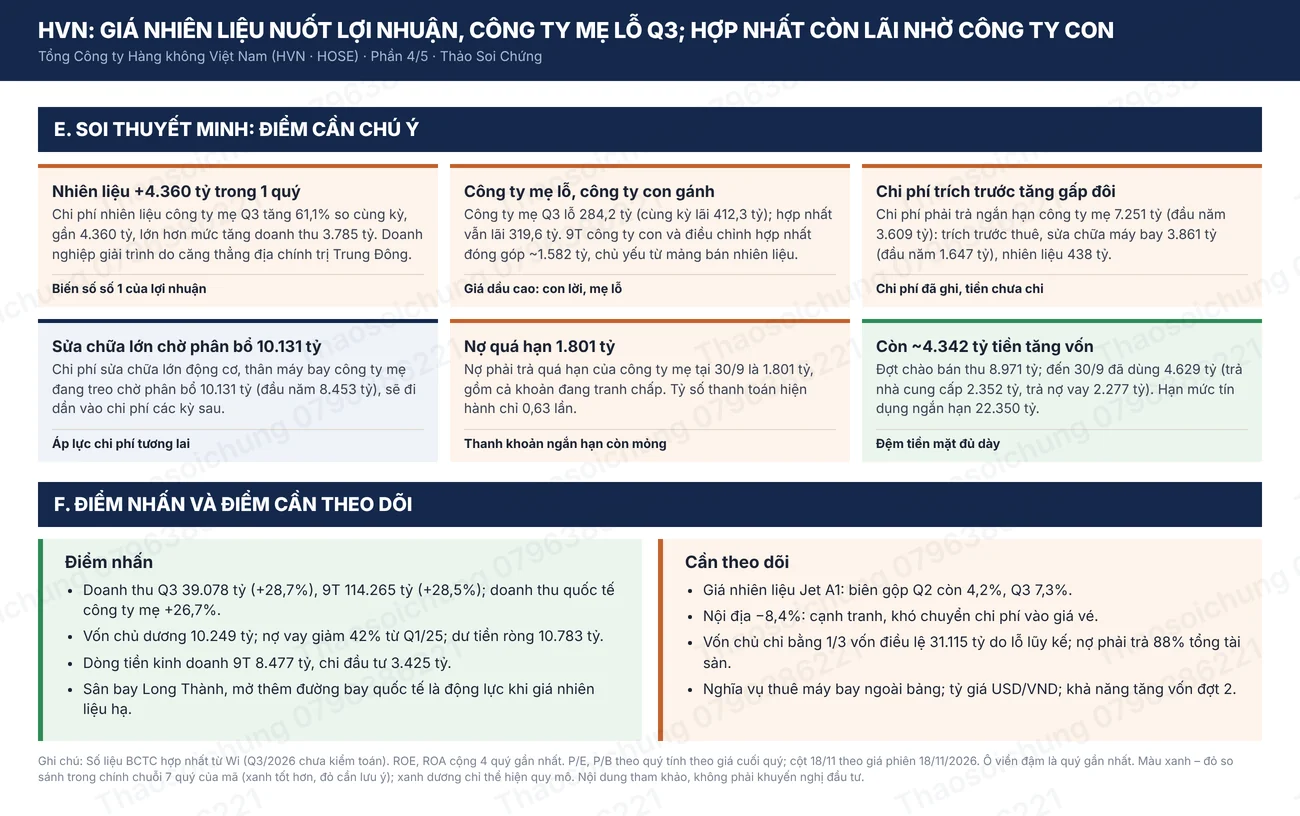 HVN: GIÁ NHIÊN LIỆU NUỐT LỢI NHUẬN, CÔNG TY MẸ LỖ Q3; HỢP NHẤT CÒN LÃI NHỜ CÔNG TY CON
Tổng Công ty Hàng không Việt Nam (HVN · HOSE) · Phần 4/5 · Thảo Soi Chứng
E. SOI THUYẾT MINH: ĐIỂM CẦN CHÚ Ý
Nhiên liệu +4.360 tỷ trong 1 quý
Chi phí nhiên liệu công ty mẹ Q3 tăng 61,1% so cùng kỳ,
gần 4.360 tỷ, lớn hơn mức tăng doanh thu 3.785 tỷ. Doanh
nghiệp giải trình do căng thẳng địa chính trị Trung Đông.
Biến số số 1 của lợi nhuận
Công ty mẹ lỗ, công ty con gánh
Công ty mẹ Q3 lỗ 284,2 tỷ (cùng kỳ lãi 412,3 tỷ); hợp nhất
vẫn lãi 319,6 tỷ. 9T công ty con và điều chỉnh hợp nhất
đóng góp ~1.582 tỷ, chủ yếu từ mảng bán nhiên liệu.
Giá dầu cao: con lời, mẹ lỗ
Chi phí trích trước tăng gấp đôi
Chi phí phải trả ngắn hạn công ty mẹ 7.251 tỷ (đầu năm
3.609 tỷ): trích trước thuê, sửa chữa máy bay 3.861 tỷ
(đầu năm 1.647 tỷ), nhiên liệu 438 tỷ.
Chi phí đã ghi, tiền chưa chi
Sửa chữa lớn chờ phân bổ 10.131 tỷ
Chi phí sửa chữa lớn động cơ, thân máy bay công ty mẹ
đang treo chờ phân bổ 10.131 tỷ (đầu năm 8.453 tỷ), sẽ đi
dần vào chi phí các kỳ sau.
Áp lực chi phí tương lai
Nợ quá hạn 1.801 tỷ
Nợ phải trả quá hạn của công ty mẹ tại 30/9 là 1.801 tỷ,
gồm cả khoản đang tranh chấp. Tỷ số thanh toán hiện
hành chỉ 0,63 lần.
Thanh khoản ngắn hạn còn mỏng
Còn ~4.342 tỷ tiền tăng vốn
Đợt chào bán thu 8.971 tỷ; đến 30/9 đã dùng 4.629 tỷ (trả
nhà cung cấp 2.352 tỷ, trả nợ vay 2.277 tỷ). Hạn mức tín
dụng ngắn hạn 22.350 tỷ.
Đệm tiền mặt đủ dày
F. ĐIỂM NHẤN VÀ ĐIỂM CẦN THEO DÕI
Điểm nhấn
• Doanh thu Q3 39.078 tỷ (+28,7%), 9T 114.265 tỷ (+28,5%); doanh thu quốc tế
công ty mẹ +26,7%.
• Vốn chủ dương 10.249 tỷ; nợ vay giảm 42% từ Q1/25; dư tiền ròng 10.783 tỷ.
• Dòng tiền kinh doanh 9T 8.477 tỷ, chi đầu tư 3.425 tỷ.
• Sân bay Long Thành, mở thêm đường bay quốc tế là động lực khi giá nhiên
liệu hạ.
Cần theo dõi
• Giá nhiên liệu Jet A1: biên gộp Q2 còn 4,2%, Q3 7,3%.
• Nội địa −8,4%: cạnh tranh, khó chuyển chi phí vào giá vé.
• Vốn chủ chỉ bằng 1/3 vốn điều lệ 31.115 tỷ do lỗ lũy kế; nợ phải trả 88% tổng tài
sản.
• Nghĩa vụ thuê máy bay ngoài bảng; tỷ giá USD/VND; khả năng tăng vốn đợt 2.
Ghi chú: Số liệu BCTC hợp nhất từ Wi (Q3/2026 chưa kiểm toán). ROE, ROA cộng 4 quý gần nhất. P/E, P/B theo quý tính theo giá cuối quý; cột 18/11 theo giá phiên 18/11/2026. Ô viền đậm là quý gần nhất. Màu xanh – đỏ so
sánh trong chính chuỗi 7 quý của mã (xanh tốt hơn, đỏ cần lưu ý); xanh dương chỉ thể hiện quy mô. Nội dung tham khảo, không phải khuyến nghị đầu tư.
Thaosoichung 0796386221